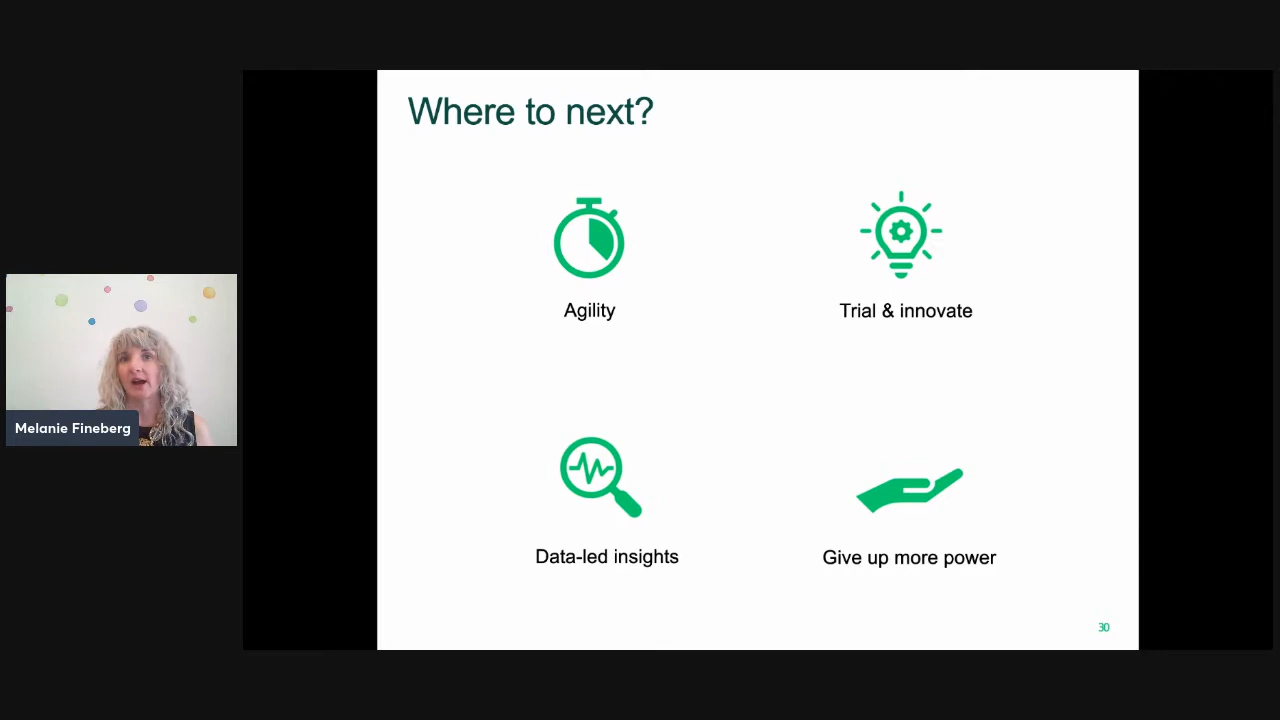 Where to next?
Agility
Trial & innovate
Data-led insights
Give up more power
30
Melanie Fineberg